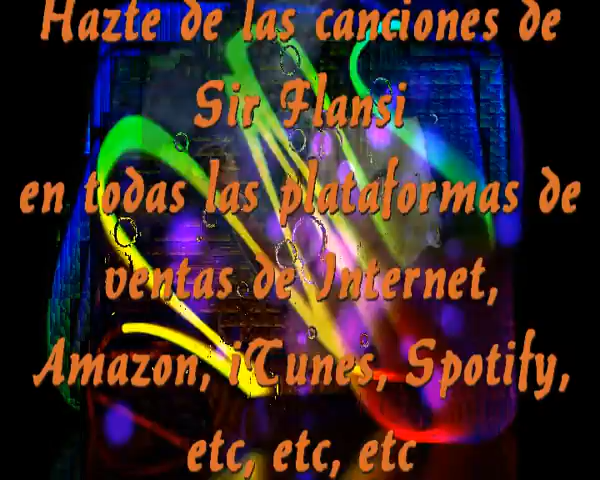 Hazte de las canciones de
Sir Flansi
en todas las plataformas de
ventas de Internet,
Amazon, iTunes, Spotify,
etc, etc, etc